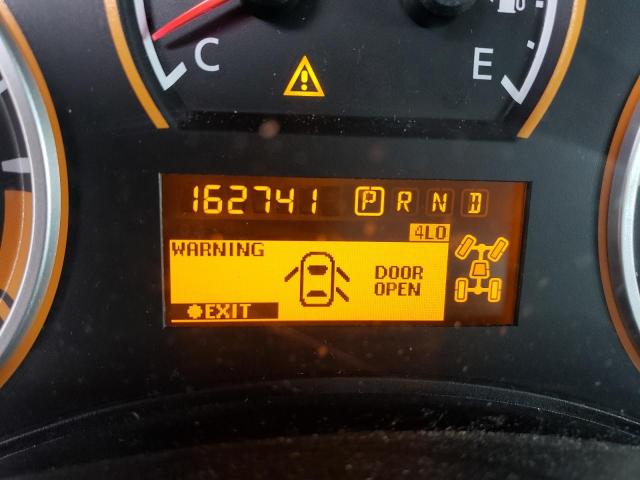 C
E
162741 P R N D
4LO
WARNING
DOOR
OPEN
EXIT